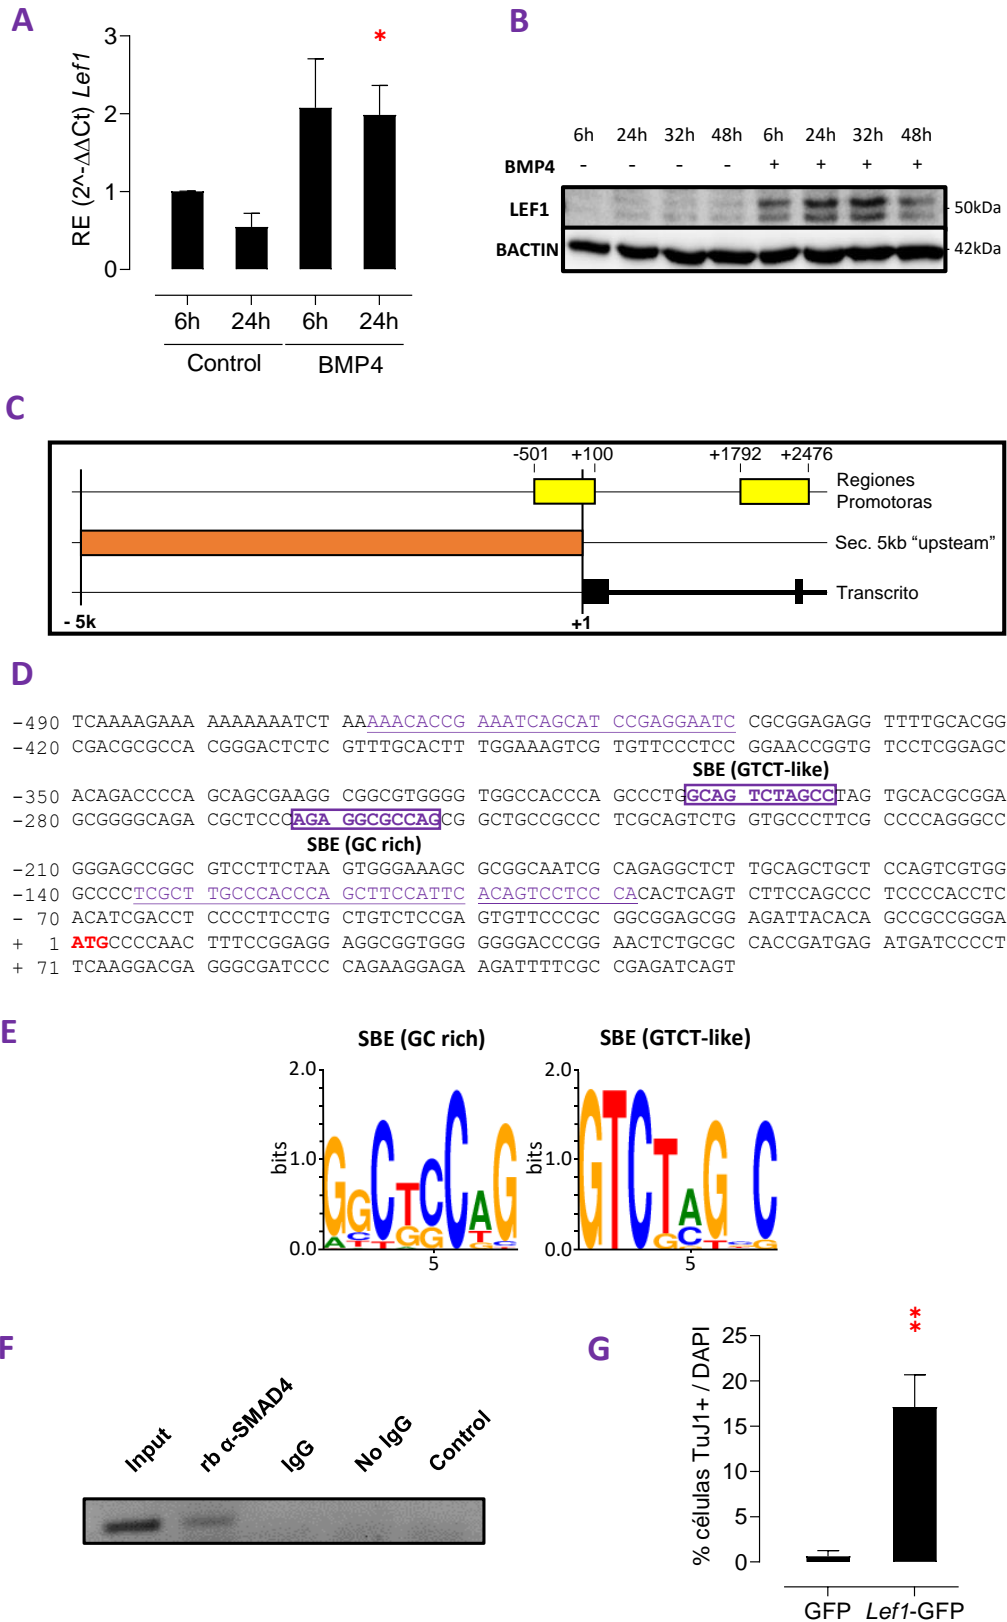 A
3
2
1
0
RE (2^-ΔΔCt) Lef1
*
6h 24h 6h 24h
Control BMP4
B
6h 24h 32h 48h 6h 24h 32h 48h
BMP4 - - - - + + + +
LEF1 50kDa
BACTIN 42kDa
C
-501 +100 +1792 +2476
Regiones
Promotoras
Sec. 5kb “upsteam”
Transcrito
- 5k +1
D
-490 TCAAAAGAAA AAAAAAATCT AAAAACACCG AAATCAGCAT CCGAGGAATC CGCGGAGAGG TTTTGCACGG
-420 CGACGCGCCA CGGGACTCTC GTTTGCACTT TGGAAAGTCG TGTTCCCTCC GGAACCGGTG TCCTCGGAGC
SBE (GTCT-like)
-350 ACAGACCCCA GCAGCGAAGG CGGCGTGGGG TGGCCACCCA GCCCTGGCAG TCTAGCCTAG TGCACGCGGA
-280 GCGGGGCAGA CGCTCCCAGA GGCGCCAGCG GGCTGCCGCC TCGCAGTCTG GTGCCCTTCG CCCCAGGGCC
SBE (GC rich)
-210 GGGAGCCGGC GTCCTTCTAA GTGGGAAAGC GCGGCAATCG CAGAGGCTCT TGCAGCTGCT CCAGTCGTGG
-140 GCCCCTCGCT TGCCCACCCA GCTTCCATTC ACAGTCCTCC CACACTCAGT CTTCCAGCCC TCCCCACCTC
- 70 ACATCGACCT CCCCTTCCTG CTGTCTCCGA GTGTTCCCGC GGCGGAGCGG AGATTACACA GCCGCCGGGA
+ 1 ATGCCCCAAC TTTCCGGAGG AGGCGGTGGG GGGGACCCGG AACTCTGCGC CACCGATGAG ATGATCCCCT
+ 71 TCAAGGACGA GGGCGATCCC CAGAAGGAGA AGATTTTCGC CGAGATCAGT
E
SBE (GC rich) SBE (GTCT-like)
2.0 2.0
1.0 1.0
bits bits
0.0 0.0
GGCTCCAG GTCTAG C
5 5
F
Input rb α-SMAD4 IgG No IgG Control
G
% células TuJ1+ / DAPI
25
20
15
10
5
0
*
*
GFP Lef1-GFP